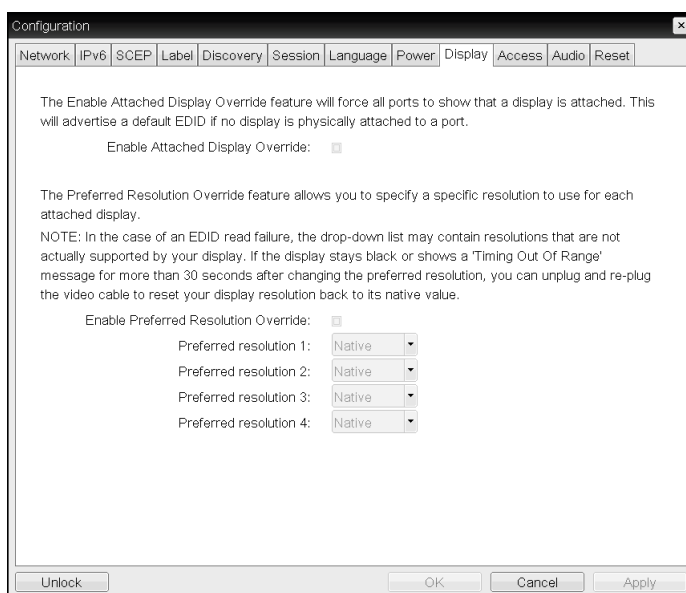 Configuration
Network IPv6 SCEP Label Discovery Session Language Power Display Access Audio Reset
The Enable Attached Display Override feature will force all ports to show that a display is attached. This
will advertise a default EDID if no display is physically attached to a port.
Enable Attached Display Override:
The Preferred Resolution Override feature allows you to specify a specific resolution to use for each
attached display.
NOTE: In the case of an EDID read failure, the drop-down list may contain resolutions that are not
actually supported by your display. If the display stays black or shows a 'Timing Out Of Range'
message for more than 30 seconds after changing the preferred resolution, you can unplug and re-plug
the video cable to reset your display resolution back to its native value.
Enable Preferred Resolution Override:
Preferred resolution 1: Native
Preferred resolution 2: Native
Preferred resolution 3: Native
Preferred resolution 4: Native
Unlock OK Cancel Apply